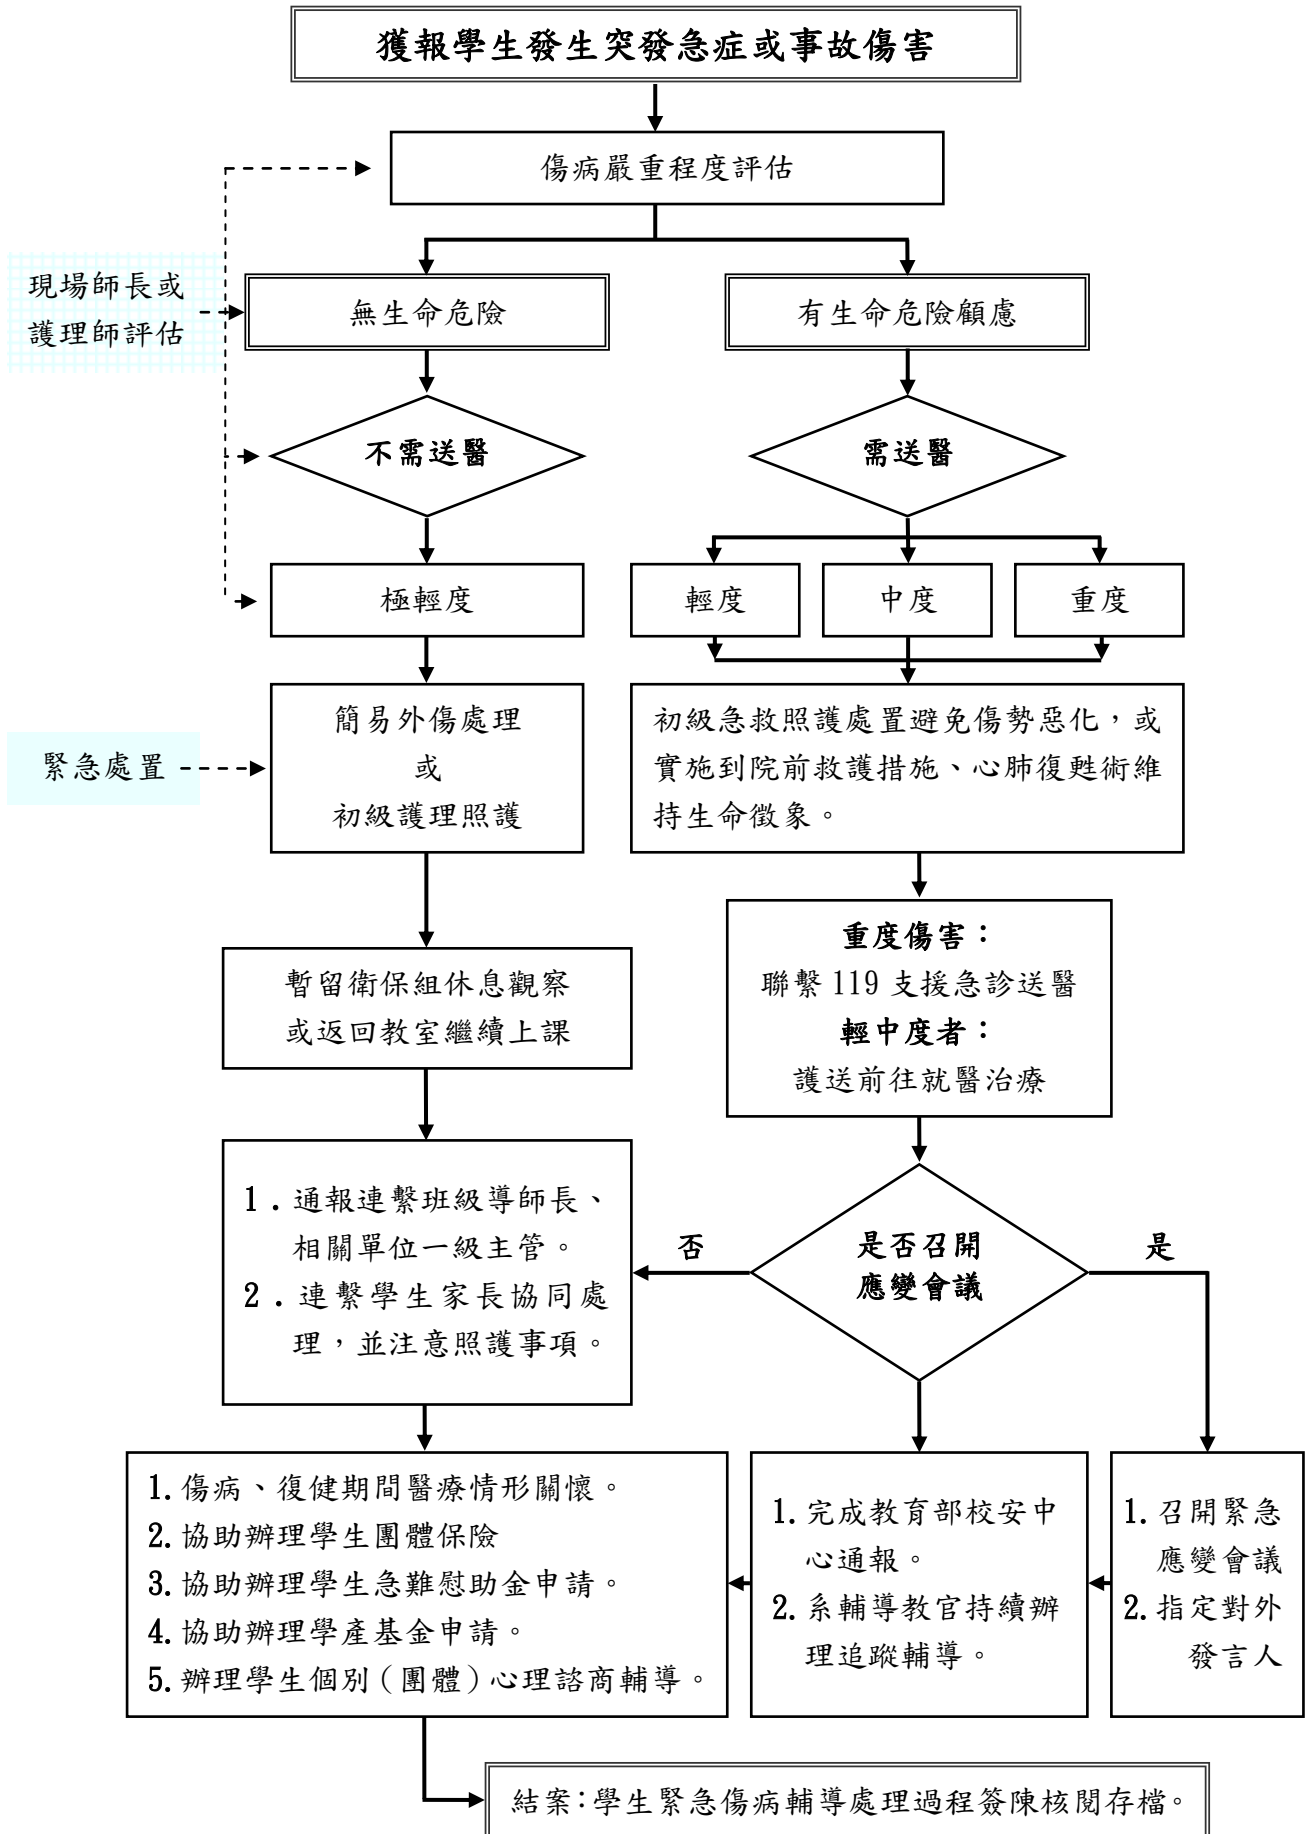 獲報學生發生突發急症或事故傷害
傷病嚴重程度評估
現場師長或
護理師評估
無生命危險
有生命危險顧慮
不需送醫
需送醫
極輕度
輕度
中度
重度
緊急處置
簡易外傷處理
或
初級護理照護
初級急救照護處置避免傷勢惡化，或
實施到院前救護措施、心肺復甦術維
持生命徵象。
暫留衛保組休息觀察
或返回教室繼續上課
重度傷害：
聯繫 119 支援急診送醫
輕中度者：
護送前往就醫治療
1．通報連繫班級導師長、
相關單位一級主管。
2．連繫學生家長協同處
理，並注意照護事項。
否
是否召開
應變會議
是
1. 傷病、復健期間醫療情形關懷。
2. 協助辦理學生團體保險
3. 協助辦理學生急難慰助金申請。
4. 協助辦理學產基金申請。
5. 辦理學生個別（團體）心理諮商輔導。
1. 完成教育部校安中
心通報。
2. 系輔導教官持續辦
理追蹤輔導。
1. 召開緊急
應變會議
2. 指定對外
發言人
結案：學生緊急傷病輔導處理過程簽陳核閱存檔。